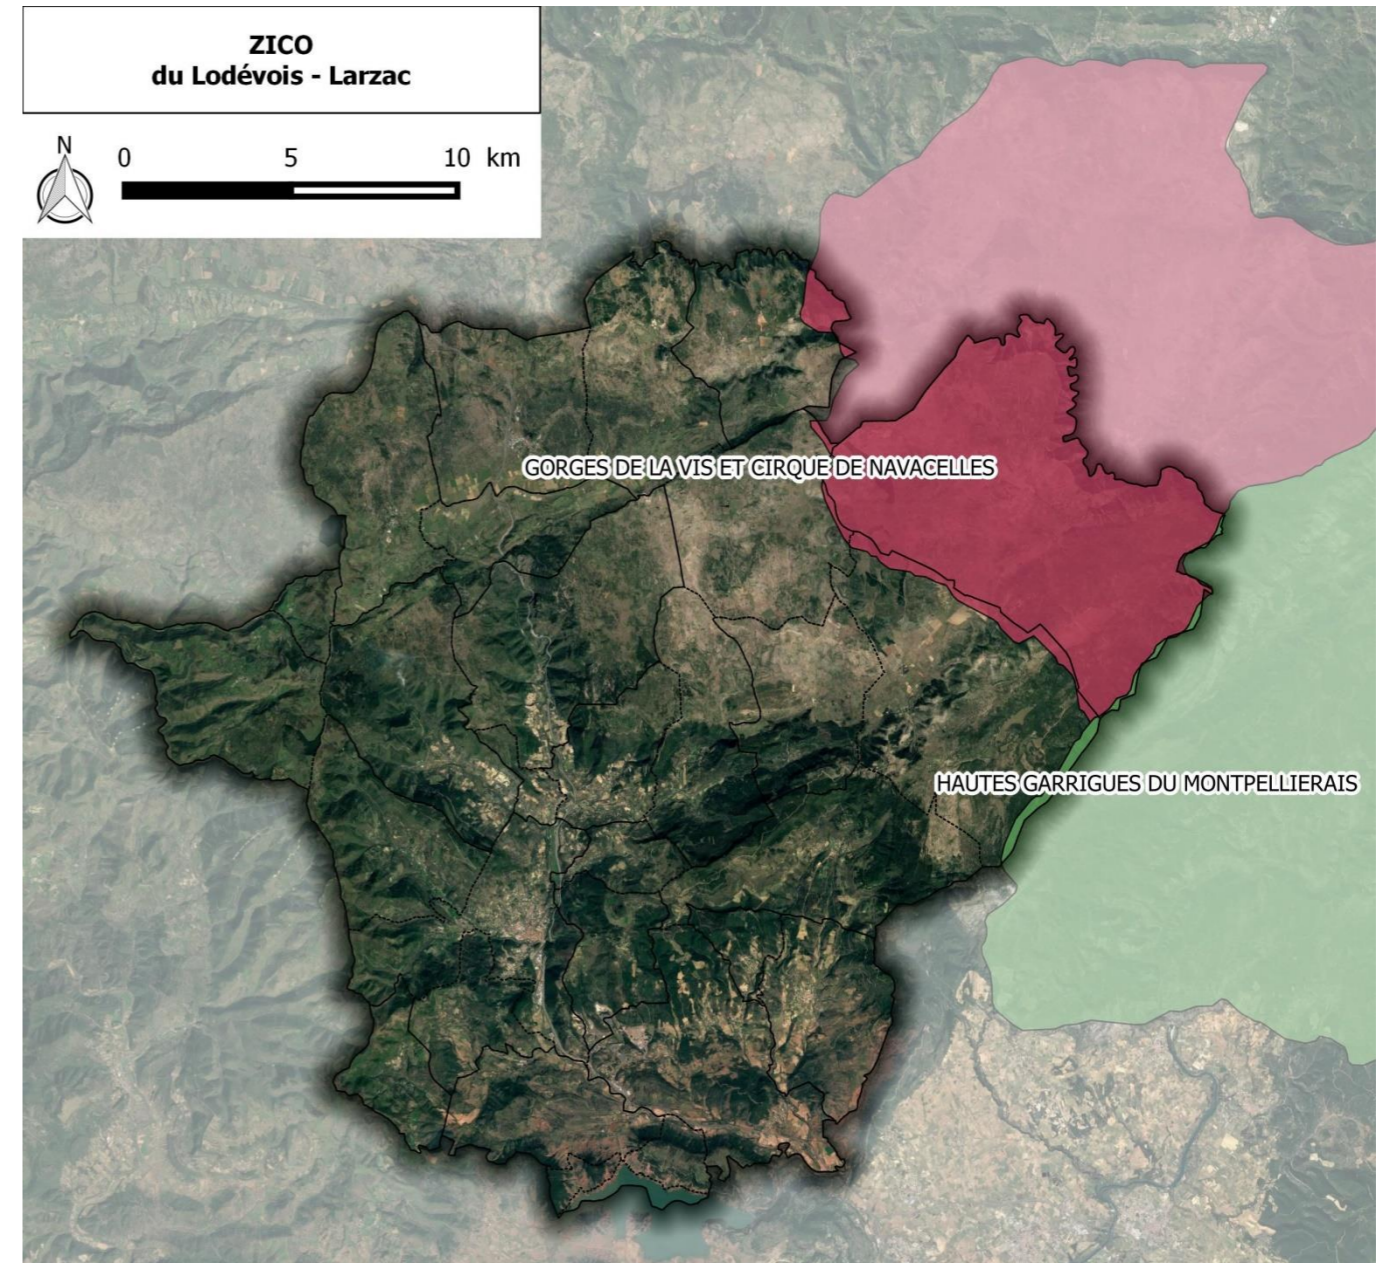 ZICO
du Lodévois - Larzac
N
0 5 10 km
GORGES DE LA VIS ET CIRQUE DE NAVACELLES
HAUTES GARRIGUES DU MONTPELLIERAIS